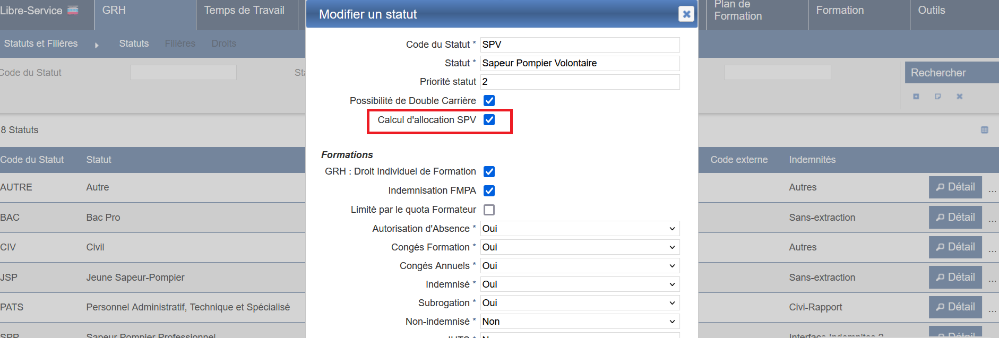 Libre-Service
GRH
Temps de Travail
Modifier un statut
Plan de
Formation
Formation
Outils
Statuts et Filières
Statuts
Filières
Droits
Code du Statut
Rechercher
Code du Statut * SPV
Statut * Sapeur Pompier Volontaire
Priorité statut 2
Possibilité de Double Carrière
Calcul d'allocation SPV
8 Statuts
Code du Statut
Statut
Code externe
Indemnités
Formations
GRH : Droit Individuel de Formation
Indemnisation FMPA
Limité par le quota Formateur
Autorisation d'Absence * Oui
Congés Formation * Oui
Congés Annuels * Oui
Indemnisé * Oui
Subrogation * Oui
Non-indemnisé * Non
AUTRE Autre Autres Détail ...
BAC Bac Pro Sans-extraction Détail ...
CIV Civil Autres Détail ...
JSP Jeune Sapeur-Pompier Sans-extraction Détail ...
PATS Personnel Administratif, Technique et Spécialisé Civi-Rapport Détail ...
SPP Sapeur Pompier Professionnel Interface Indemnites 2 Détail